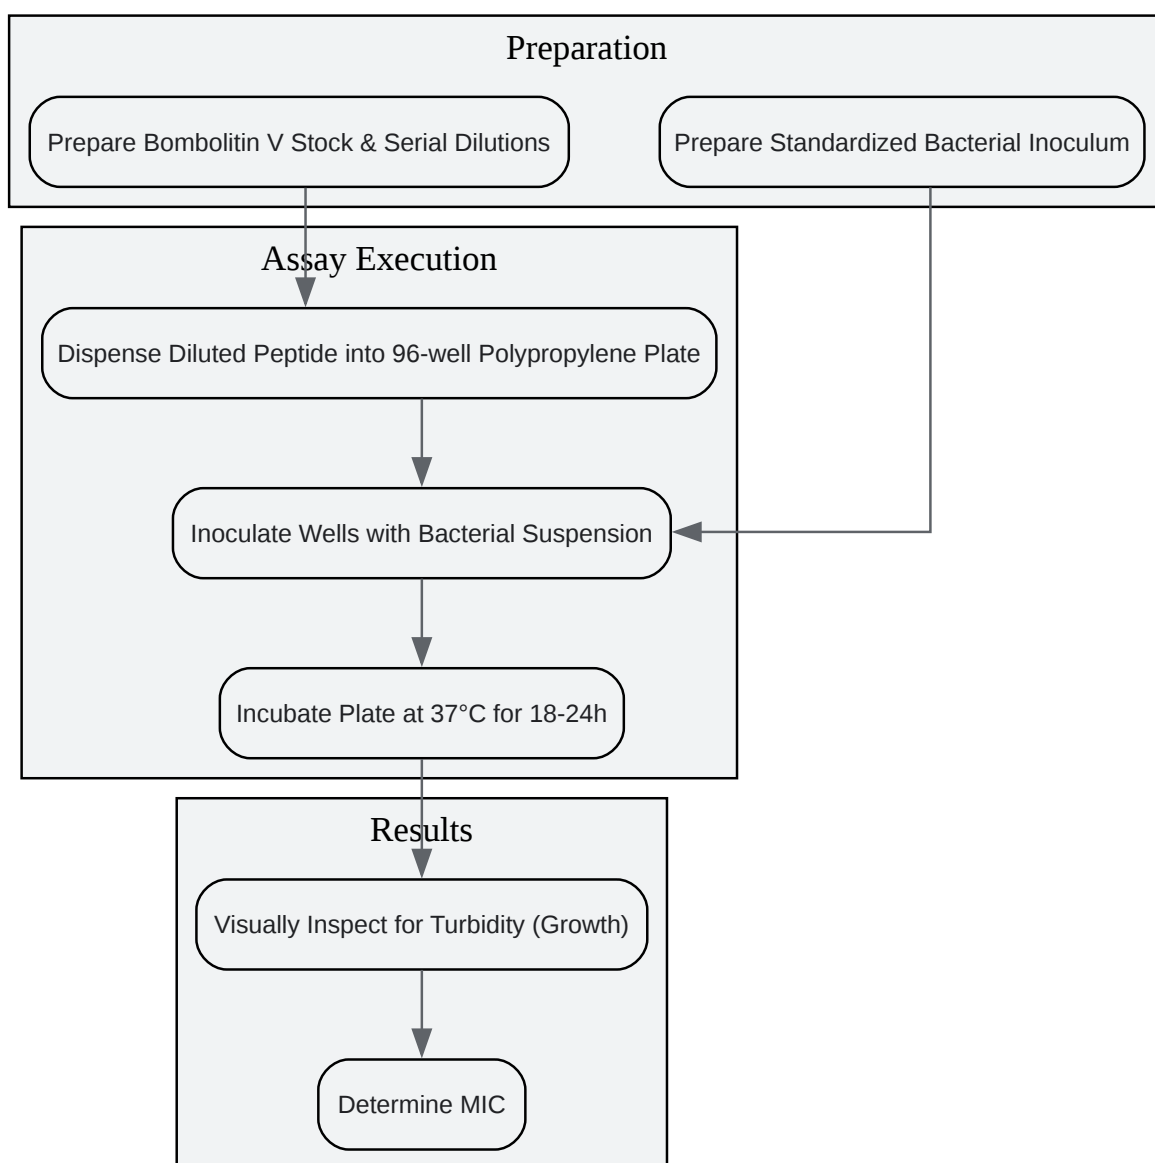 Preparation
Prepare Bombolitin V Stock & Serial Dilutions
Prepare Standardized Bacterial Inoculum
Assay Execution
Dispense Diluted Peptide into 96-well Polypropylene Plate
Inoculate Wells with Bacterial Suspension
Incubate Plate at 37°C for 18-24h
Results
Visually Inspect for Turbidity (Growth)
Determine MIC